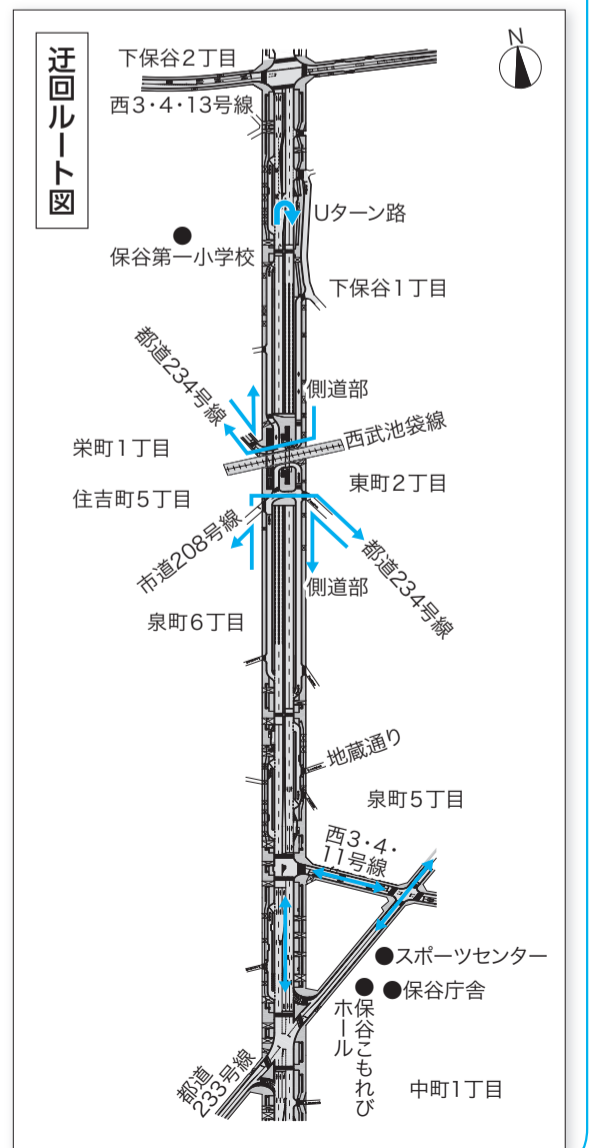 迂回ルート図
N
下保谷2丁目
西3・4・13号線
Uターン路
保谷第一小学校
下保谷1丁目
都道234号線
側道部
西武池袋線
栄町1丁目
東町2丁目
住吉町5丁目
市道208号線
都道234号線
側道部
泉町6丁目
地蔵通り
泉町5丁目
西3・4・
11号線
スポーツセンター
保谷庁舎
保谷こもれび
ホール
都道
233号線
中町1丁目